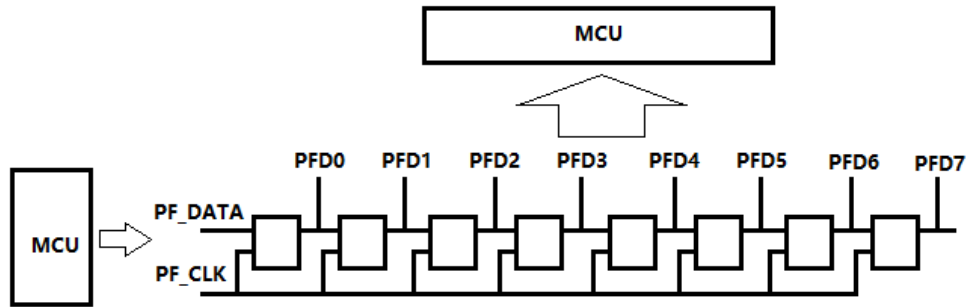 MCU
PFD0 PFD1 PFD2 PFD3 PFD4 PFD5 PFD6 PFD7
PF_DATA
MCU
PF_CLK